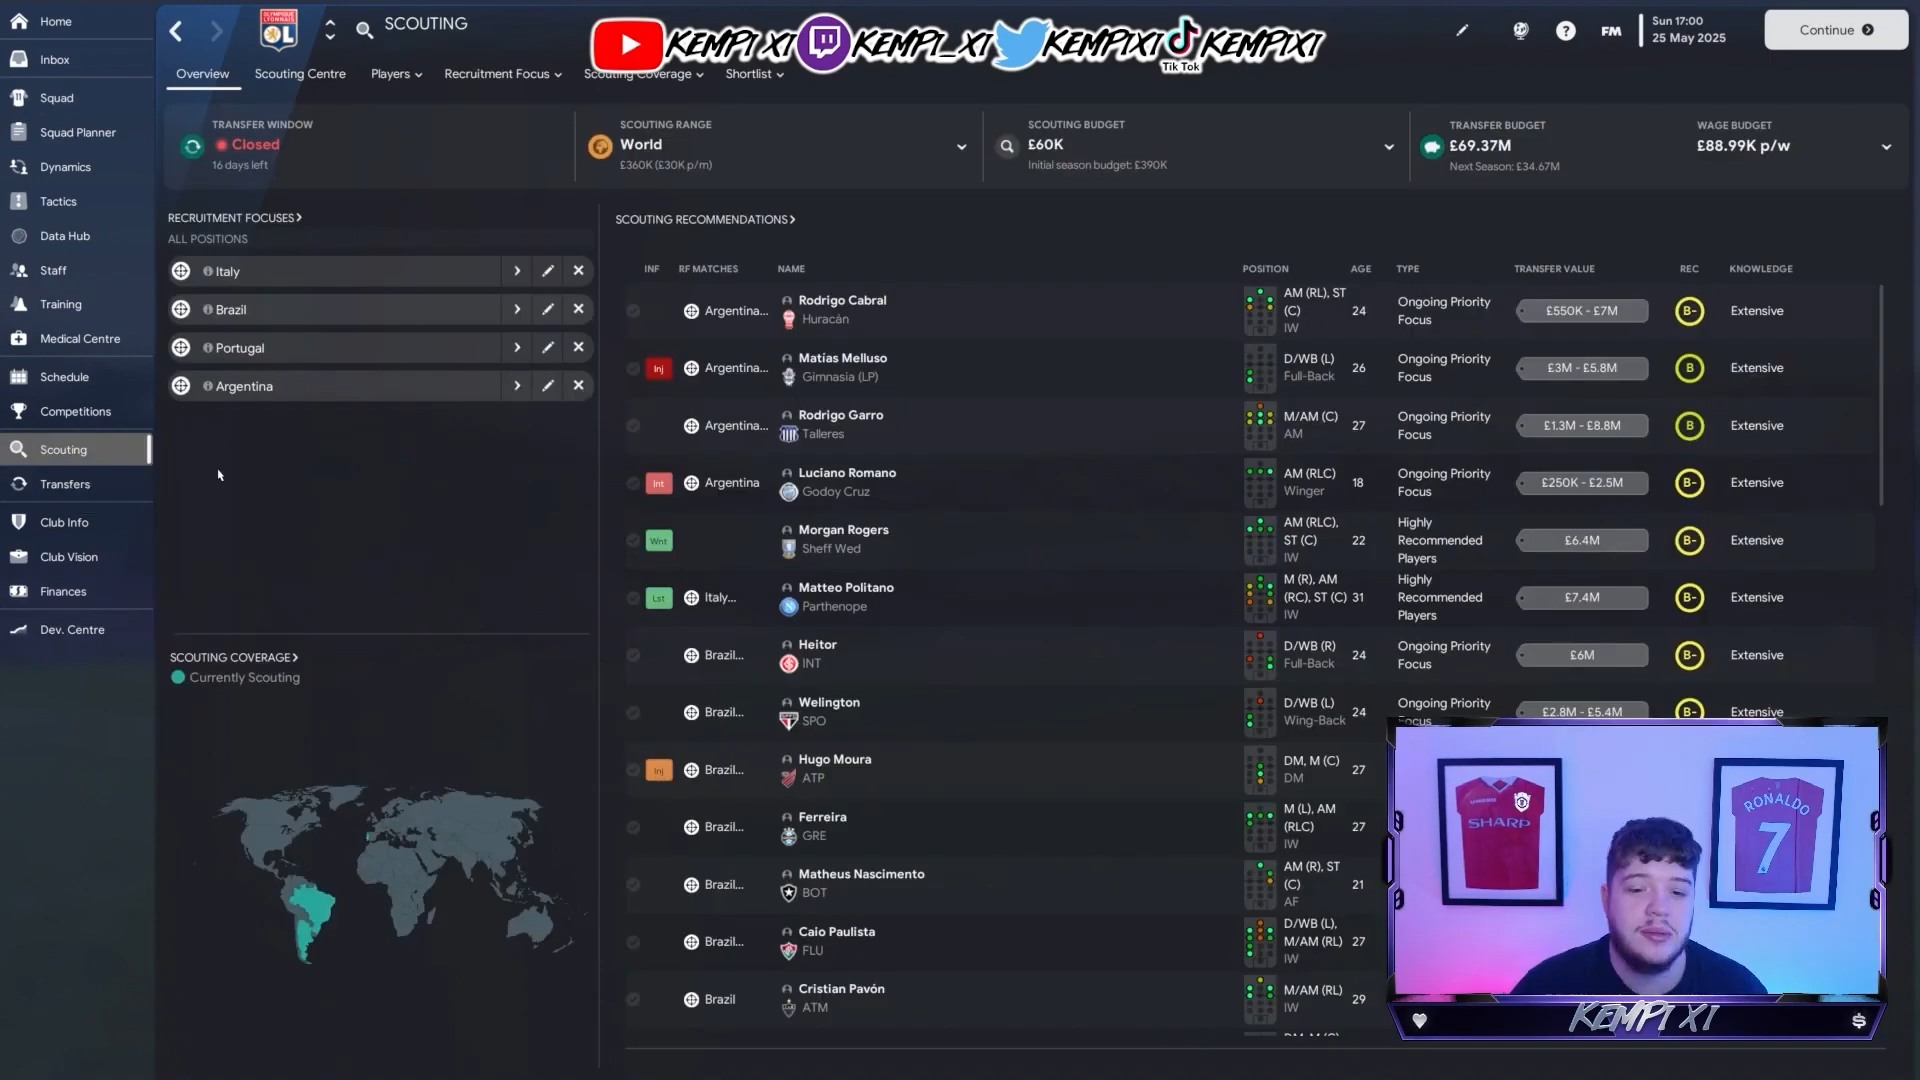 Home
Inbox
Squad
Squad Planner
Dynamics
Tactics
Data Hub
Staff
Training
Medical Centre
Schedule
Competitions
Scouting
Transfers
Club Info
Club Vision
Finances
Dev. Centre
OL
SCOUTING
KEMPI XI KEMPI_XI KEMPIXI KEMPIXI
Tik Tok
FM
Sun 17:00
25 May 2025
Continue
Overview Scouting Centre Players Recruitment Focus Scouting Coverage Shortlist
TRANSFER WINDOW
Closed
16 days left
SCOUTING RANGE
World
£360K (£30K p/m)
SCOUTING BUDGET
£60K
Initial season budget: £390K
TRANSFER BUDGET
£69.37M
Next Season: £34.67M
WAGE BUDGET
£88.99K p/w
RECRUITMENT FOCUSES
ALL POSITIONS
Italy
Brazil
Portugal
Argentina
SCOUTING COVERAGE
Currently Scouting
SCOUTING RECOMMENDATIONS
INF RF MATCHES NAME POSITION AGE TYPE TRANSFER VALUE REC KNOWLEDGE
Argentina... Rodrigo Cabral
Huracán
AM (RL), ST
(C)
IW
24
Ongoing Priority
Focus
£550K - £7M B- Extensive
Inj Argentina... Matías Melluso
Gimnasia (LP)
D/WB (L)
Full-Back
26
Ongoing Priority
Focus
£3M - £5.8M B Extensive
Argentina... Rodrigo Garro
Talleres
M/AM (C)
AM
27
Ongoing Priority
Focus
£1.3M - £8.8M B Extensive
Int Argentina Luciano Romano
Godoy Cruz
AM (RLC)
Winger
18
Ongoing Priority
Focus
£250K - £2.5M B- Extensive
Wnt Morgan Rogers
Sheff Wed
AM (RLC),
ST (C)
IW
22
Highly
Recommended
Players
£6.4M B- Extensive
Lst Italy... Matteo Politano
Parthenope
M (R), AM
(RC), ST (C)
IW
31
Highly
Recommended
Players
£7.4M B- Extensive
Brazil... Heitor
INT
D/WB (R)
Full-Back
24
Ongoing Priority
Focus
£6M B- Extensive
Brazil... Welington
SPO
D/WB (L)
Wing-Back
24
Ongoing Priority
Focus
£2.8M - £5.4M B- Extensive
Inj Brazil... Hugo Moura
ATP
DM, M (C)
DM
27
Brazil... Ferreira
GRE
M (L), AM
(RLC)
IW
27
Brazil... Matheus Nascimento
BOT
AM (R), ST
(C)
AF
21
Brazil... Caio Paulista
FLU
D/WB (L),
M/AM (RL)
IW
27
Brazil Cristian Pavón
ATM
M/AM (RL)
IW
29
SHARP
RONALDO
7
KEMPI XI